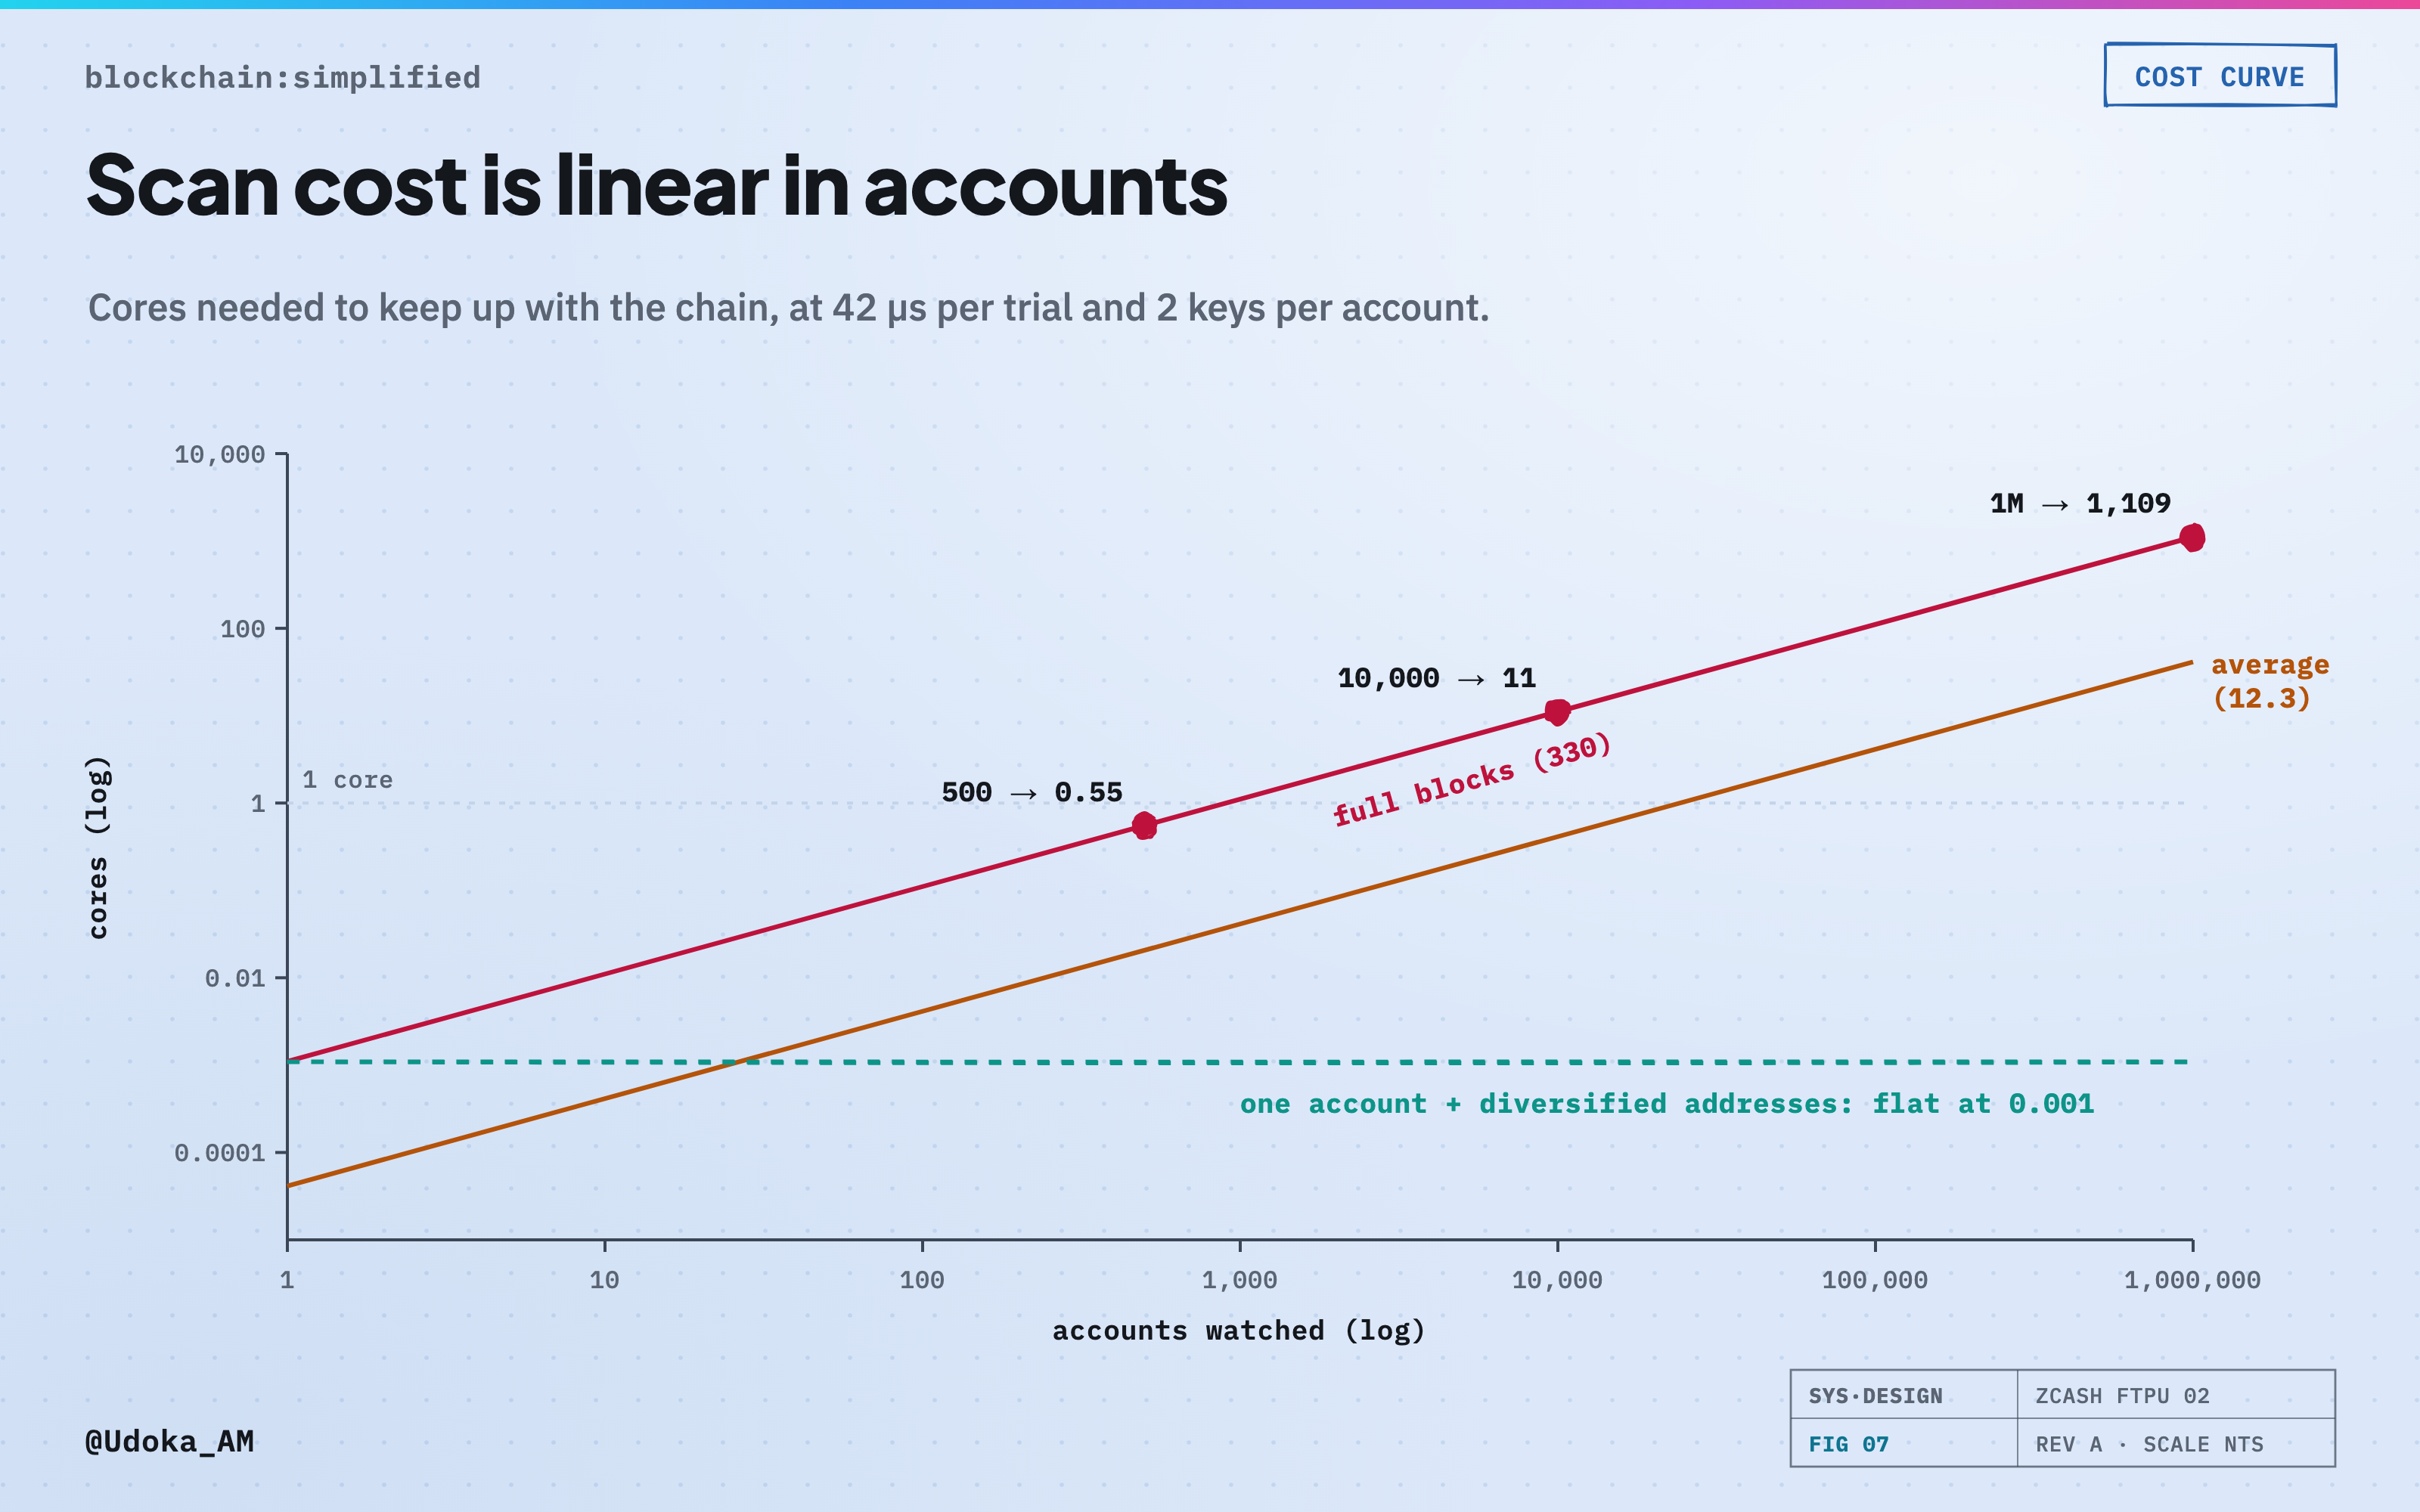 blockchain:simplified
COST CURVE
Scan cost is linear in accounts
Cores needed to keep up with the chain, at 42 µs per trial and 2 keys per account.
10,000
100
1
0.01
0.0001
cores (log)
1 core
500 → 0.55
10,000 → 11
1M → 1,109
full blocks (330)
average
(12.3)
one account + diversified addresses: flat at 0.001
1
10
100
1,000
10,000
100,000
1,000,000
accounts watched (log)
@Udoka_AM
SYS·DESIGN
ZCASH FTPU 02
FIG 07
REV A · SCALE NTS